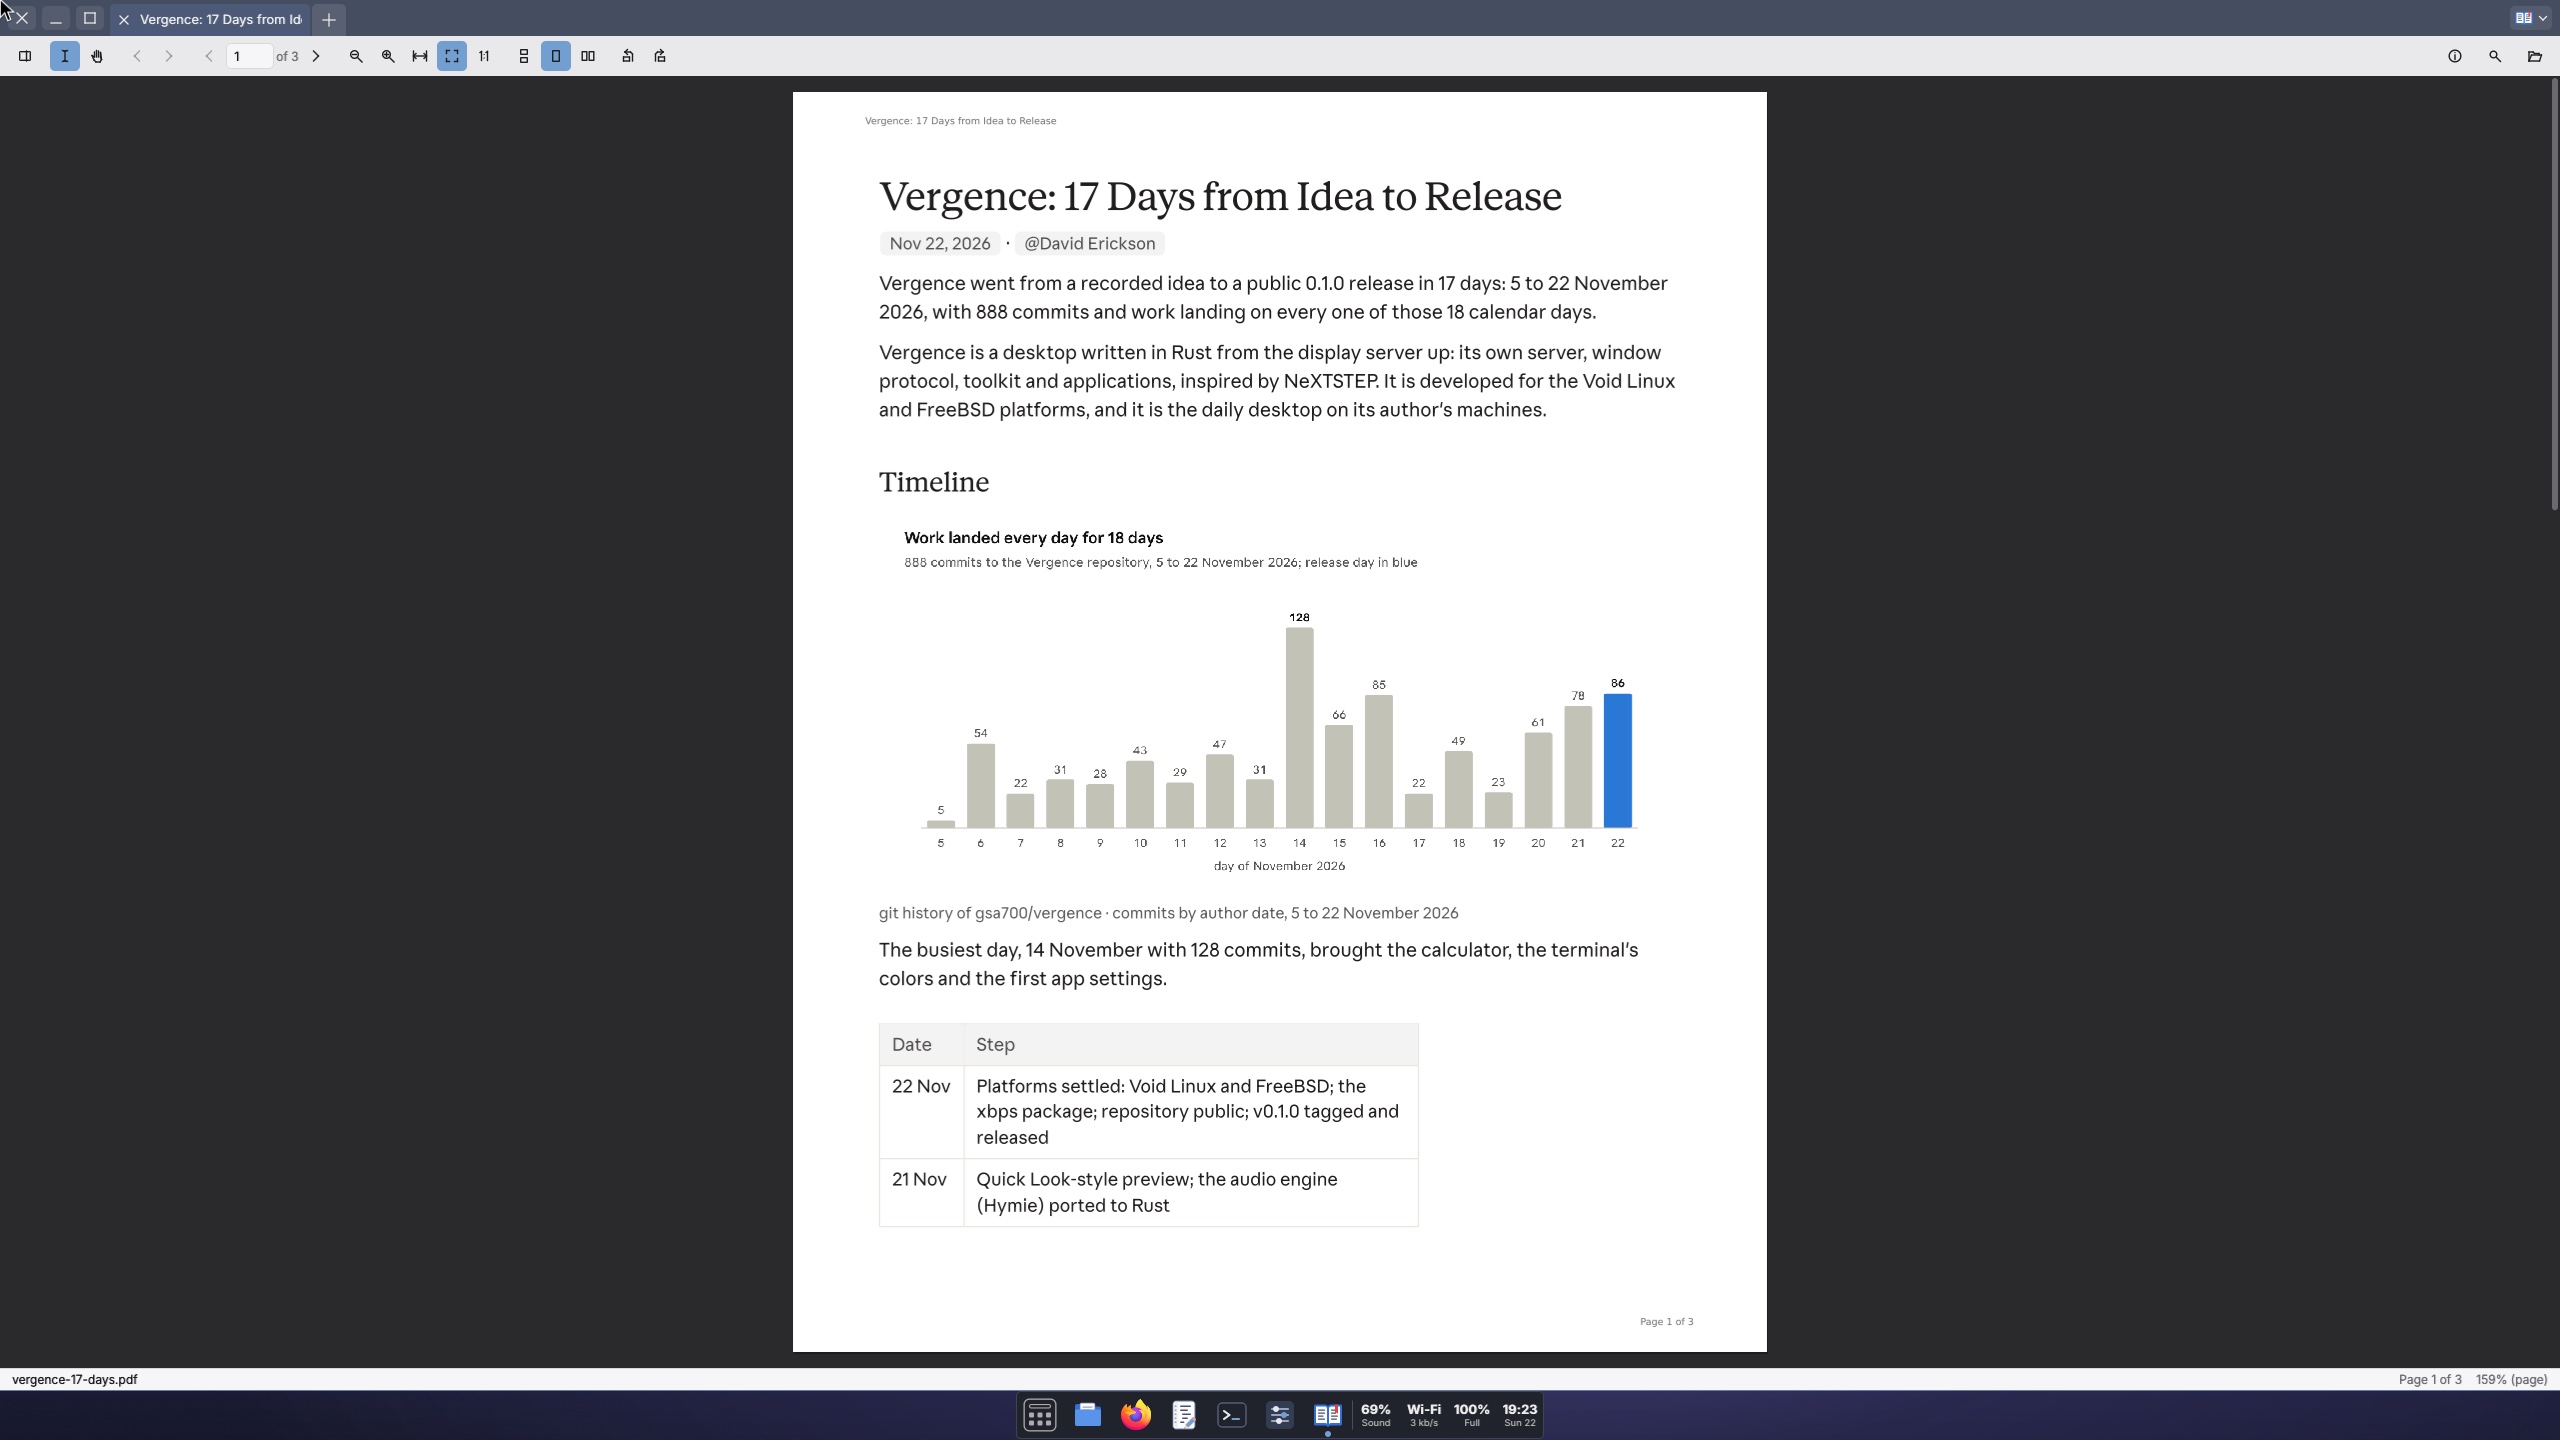 Vergence: 17 Days from Id
1 of 3
1:1
Vergence: 17 Days from Idea to Release
Vergence: 17 Days from Idea to Release
Nov 22, 2026 · @David Erickson
Vergence went from a recorded idea to a public 0.1.0 release in 17 days: 5 to 22 November
2026, with 888 commits and work landing on every one of those 18 calendar days.
Vergence is a desktop written in Rust from the display server up: its own server, window
protocol, toolkit and applications, inspired by NeXTSTEP. It is developed for the Void Linux
and FreeBSD platforms, and it is the daily desktop on its author's machines.
Timeline
Work landed every day for 18 days
888 commits to the Vergence repository, 5 to 22 November 2026; release day in blue
5 54 22 31 28 43 29 47 31 128 66 85 22 49 23 61 78 86
5 6 7 8 9 10 11 12 13 14 15 16 17 18 19 20 21 22
day of November 2026
git history of gsa700/vergence · commits by author date, 5 to 22 November 2026
The busiest day, 14 November with 128 commits, brought the calculator, the terminal's
colors and the first app settings.
Date Step
22 Nov Platforms settled: Void Linux and FreeBSD; the
xbps package; repository public; v0.1.0 tagged and
released
21 Nov Quick Look-style preview; the audio engine
(Hymie) ported to Rust
Page 1 of 3
vergence-17-days.pdf
Page 1 of 3 159% (page)
69% Wi-Fi 100% 19:23
Sound 3 kb/s Full Sun 22